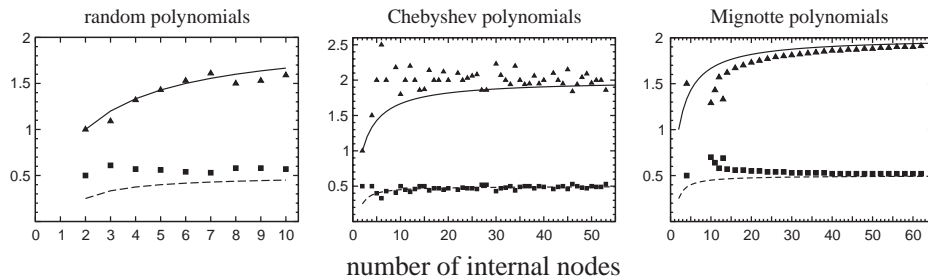 random polynomials
Chebyshev polynomials
Mignotte polynomials
2
1.5
1
0.5
0 1 2 3 4 5 6 7 8 9 10
2.5
2
1.5
1
0.5
0 10 20 30 40 50
2
1.5
1
0.5
0 10 20 30 40 50 60
number of internal nodes